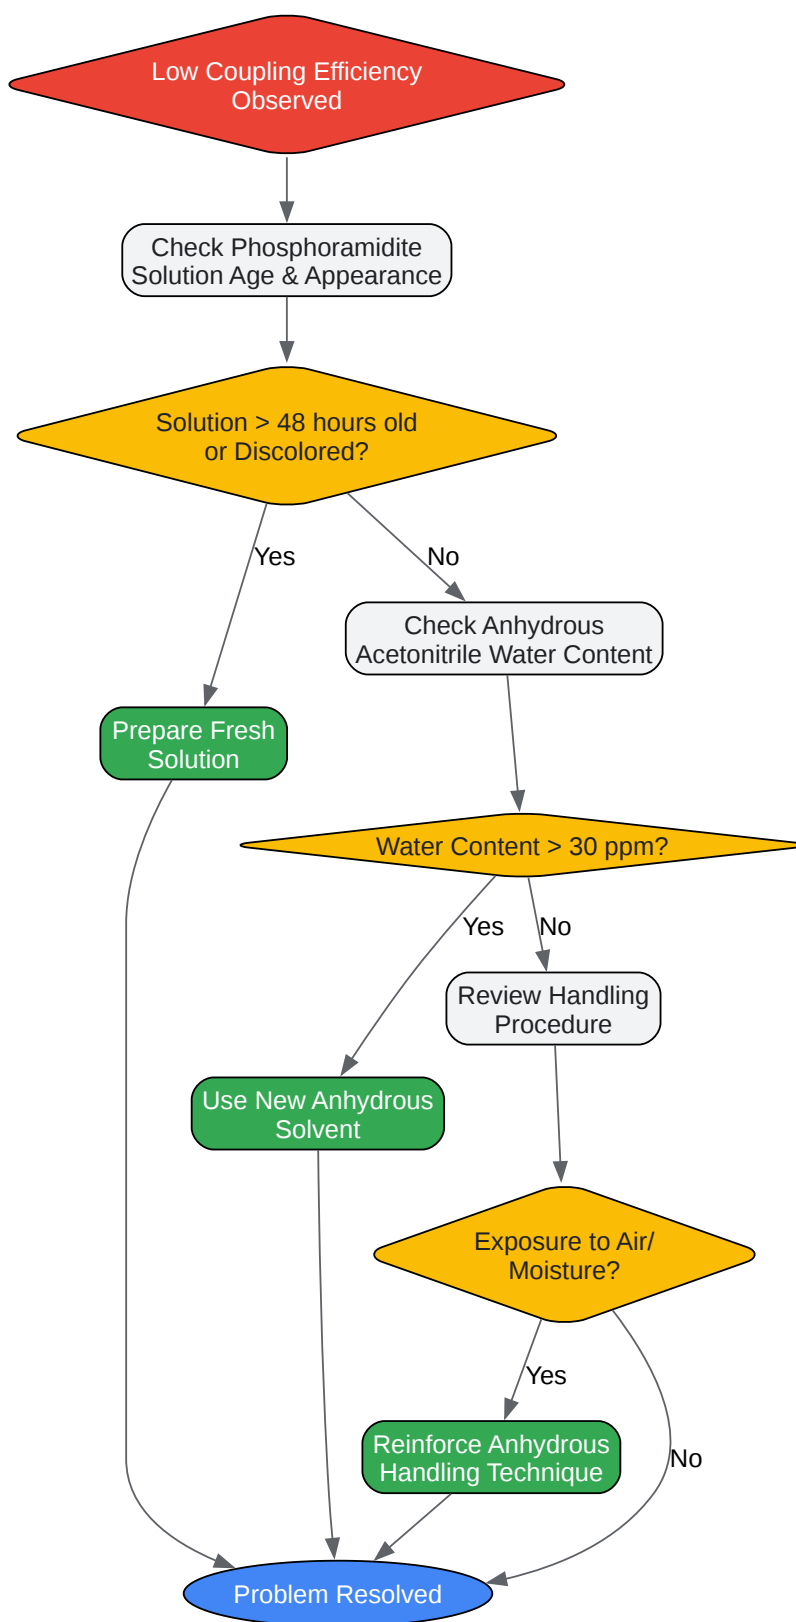 Low Coupling Efficiency
Observed
Check Phosphoramidite
Solution Age & Appearance
Solution > 48 hours old
or Discolored?
Yes
No
Check Anhydrous
Acetonitrile Water Content
Prepare Fresh
Solution
Water Content > 30 ppm?
Yes
No
Review Handling
Procedure
Use New Anhydrous
Solvent
Exposure to Air/
Moisture?
Yes
Reinforce Anhydrous
Handling Technique
No
Problem Resolved